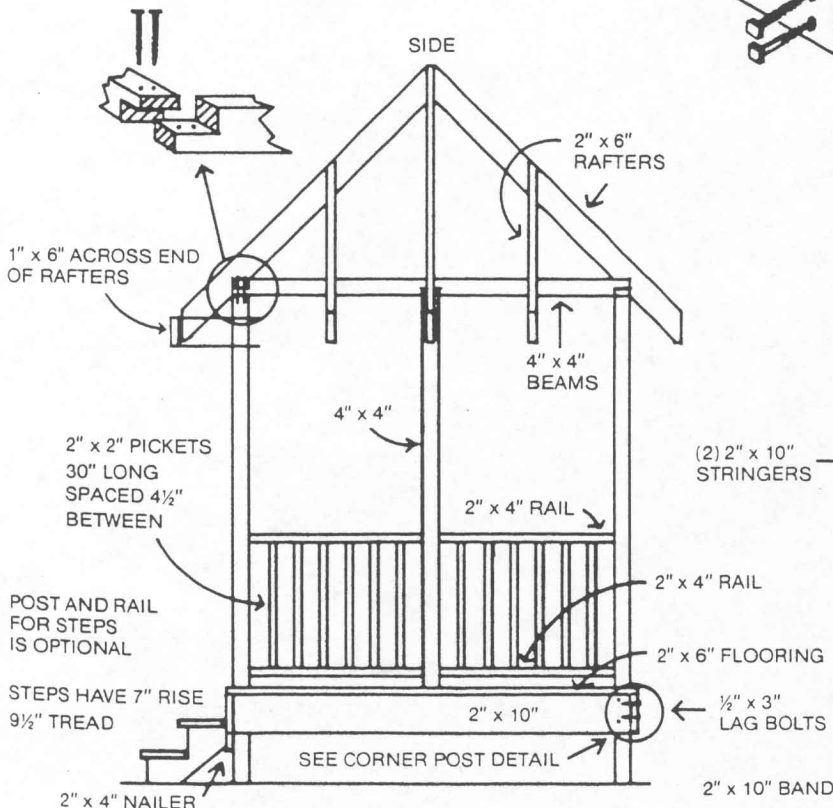 SIDE
2" x 6"
RAFTERS
1" x 6" ACROSS END
OF RAFTERS
4" x 4"
BEAMS
4" x 4"
2" x 2" PICKETS
30" LONG
SPACED 4½"
BETWEEN
(2) 2" x 10"
STRINGERS
2" x 4" RAIL
2" x 4" RAIL
POST AND RAIL
FOR STEPS
IS OPTIONAL
2" x 6" FLOORING
STEPS HAVE 7" RISE
9½" TREAD
2" x 10"
½" x 3"
LAG BOLTS
SEE CORNER POST DETAIL
2" x 4" NAILER
2" x 10" BAND